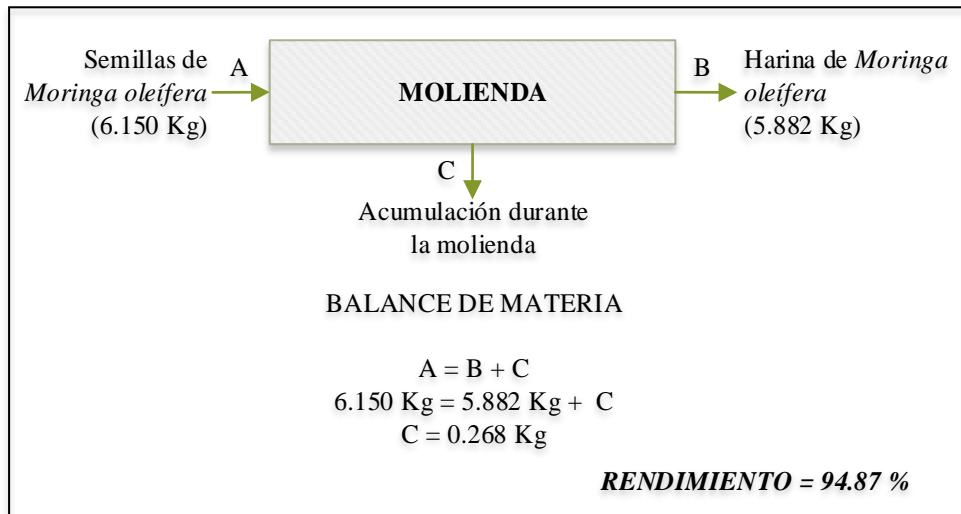 Semillas de
Moringa oleífera
(6.150 Kg)
A
MOLIENDA
B
Harina de Moringa
oleífera
(5.882 Kg)
C
Acumulación durante
la molienda
BALANCE DE MATERIA
A = B + C
6.150 Kg = 5.882 Kg + C
C = 0.268 Kg
RENDIMIENTO = 94.87 %